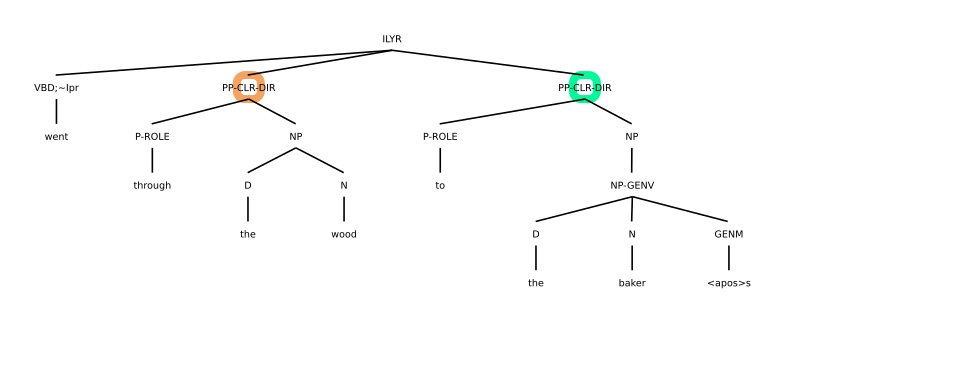 ILYR
VBD;~Ipr PP-CLR-DIR PP-CLR-DIR
went P-ROLE NP P-ROLE NP
through D N to NP-GENV
the wood D N GENM
the baker <apos>s